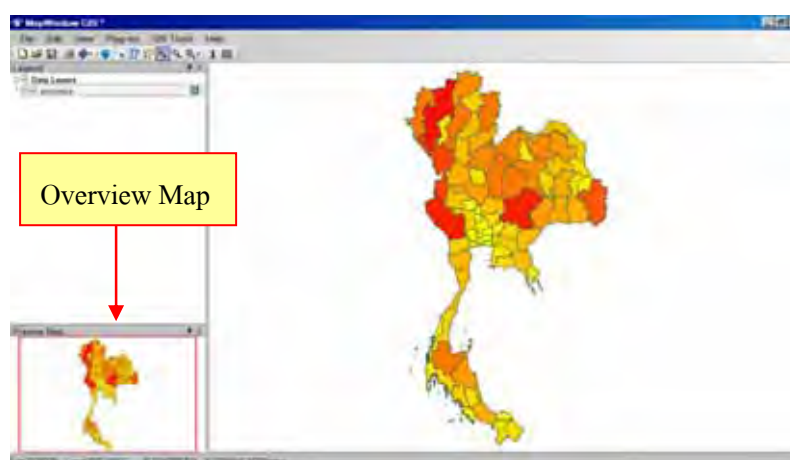 MapWindow GIS *
File Edit View Plug-ins GIS Tools Help
Legend
Data Layers
Overview Map
Preview Map